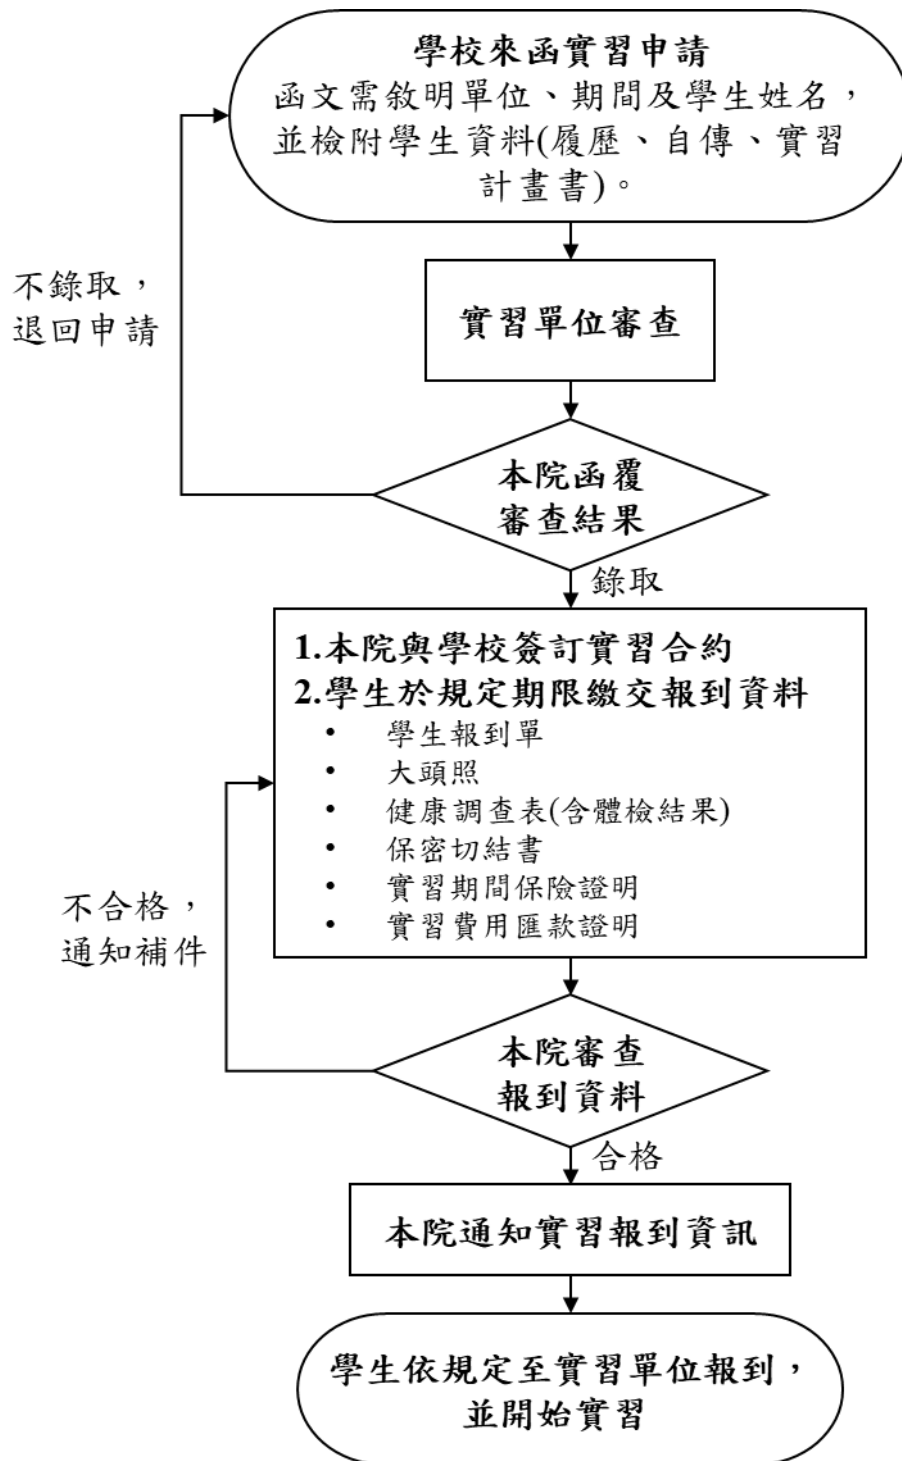 學校來函實習申請
函文需敘明單位、期間及學生姓名，
並檢附學生資料(履歷、自傳、實習
計畫書)。
不錄取，
退回申請
實習單位審查
本院函覆
審查結果
錄取
1.本院與學校簽訂實習合約
2.學生於規定期限繳交報到資料
• 學生報到單
• 大頭照
• 健康調查表(含體檢結果)
• 保密切結書
• 實習期間保險證明
• 實習費用匯款證明
不合格，
通知補件
本院審查
報到資料
合格
本院通知實習報到資訊
學生依規定至實習單位報到，
並開始實習